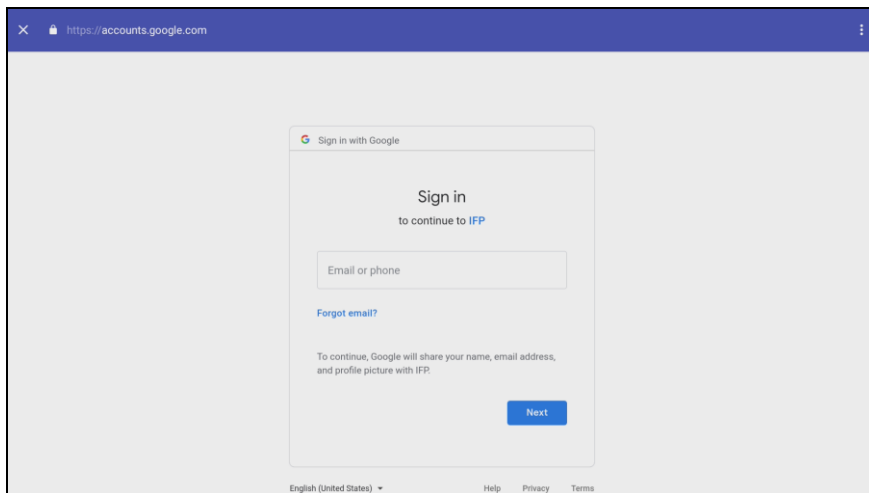 https://accounts.google.com
Sign in with Google
Sign in
to continue to IFP
Email or phone
Forgot email?
To continue, Google will share your name, email address,
and profile picture with IFP.
Next
English (United States)
Help Privacy Terms